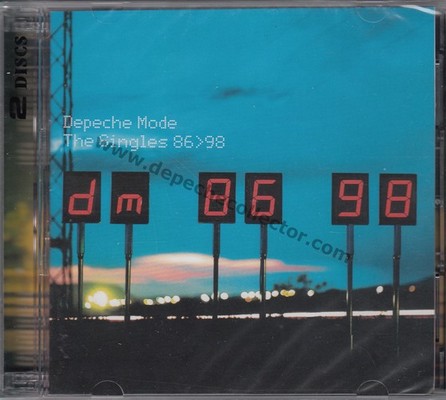 2 DISCS
Depeche Mode
The Singles 86>98
www.depechecollector.com
dm 86 98